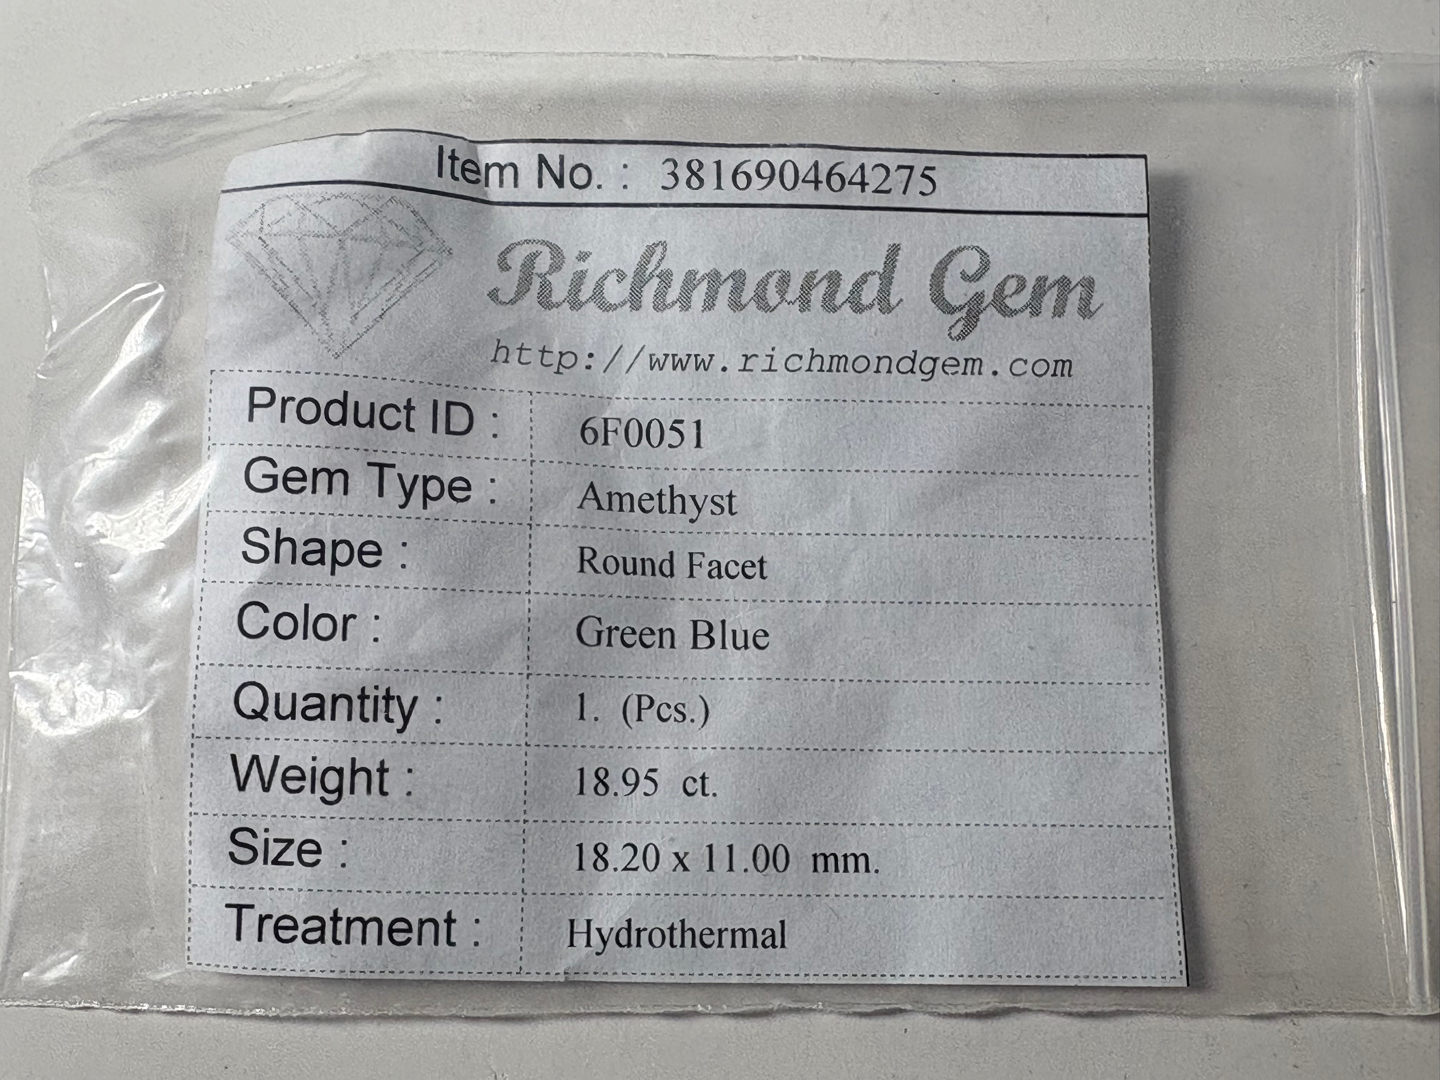 Item No. : 381690464275
Richmond Gem
http://www.richmondgem.com
Product ID : 6F0051
Gem Type : Amethyst
Shape : Round Facet
Color : Green Blue
Quantity : 1. (Pcs.)
Weight : 18.95 ct.
Size : 18.20 x 11.00 mm.
Treatment : Hydrothermal